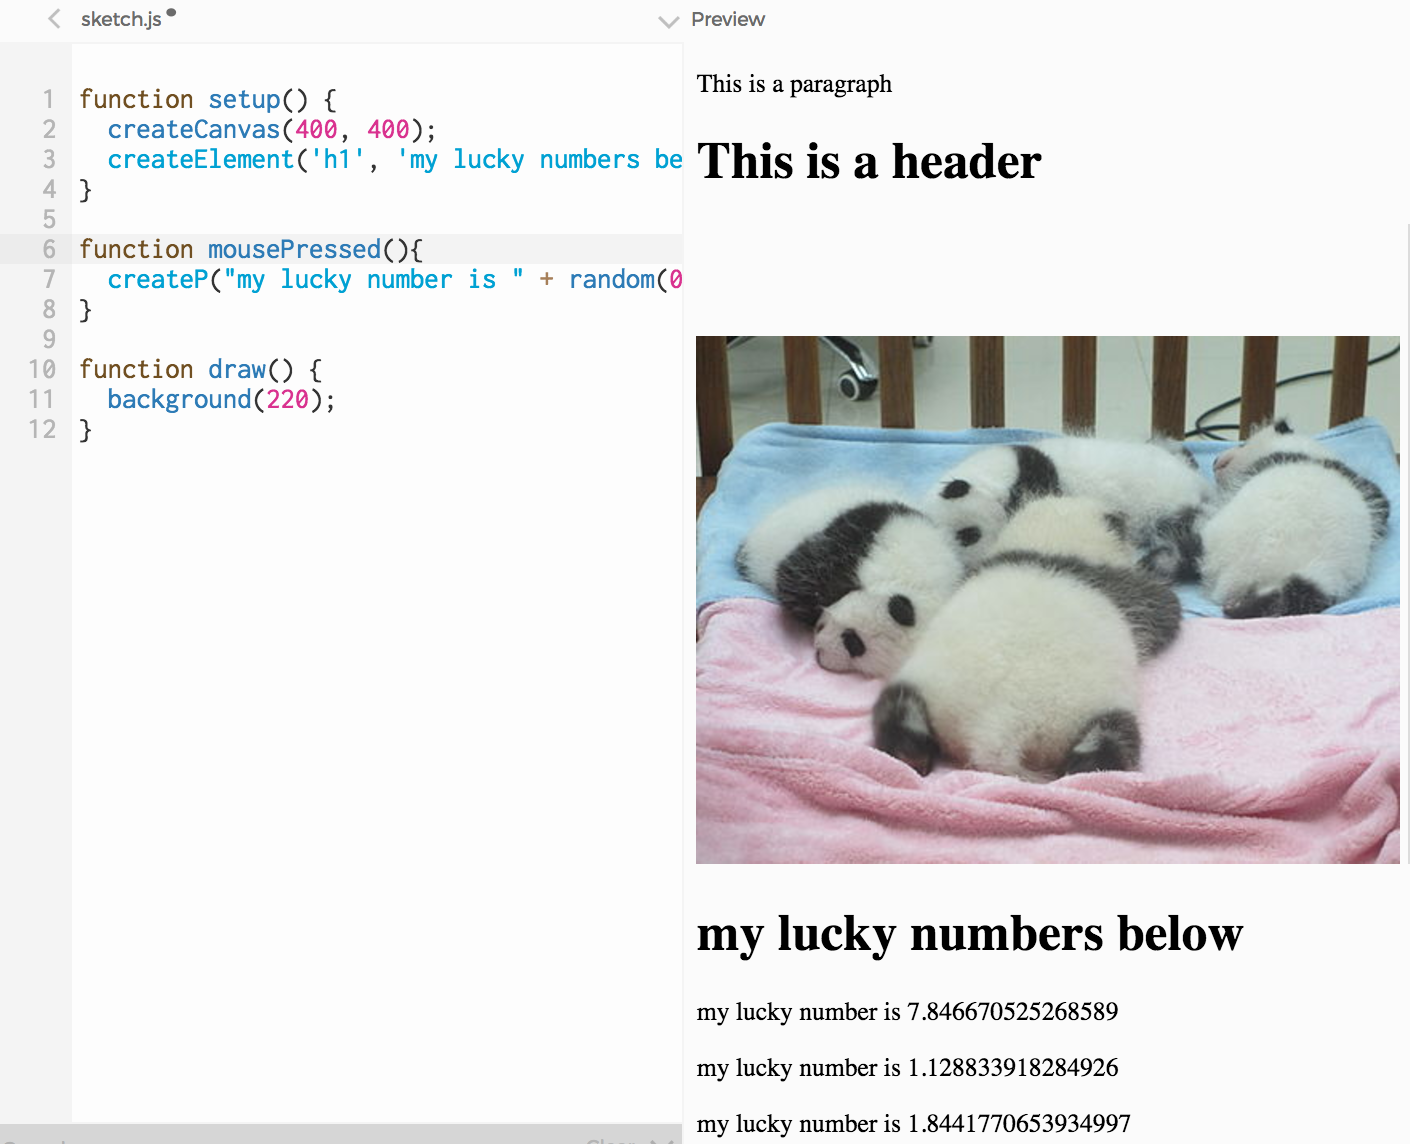 sketch.js
Preview
1 function setup() {
2 createCanvas(400, 400);
3 createElement('h1', 'my lucky numbers be
4 }
5
6 function mousePressed(){
7 createP("my lucky number is " + random(0
8 }
9
10 function draw() {
11 background(220);
12 }
This is a paragraph
This is a header
my lucky numbers below
my lucky number is 7.846670525268589
my lucky number is 1.128833918284926
my lucky number is 1.8441770653934997